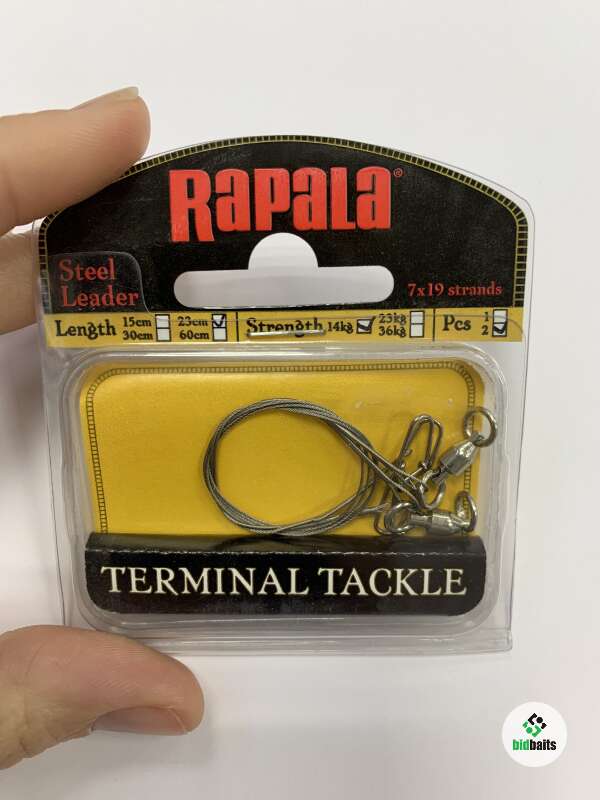 RAPALA®
Steel
Leader
7x19 strands
Length 15cm 23cm Strength 14kg 23kg Pcs 1
30cm 60cm 36kg 2
TERMINAL TACKLE
bidbaits